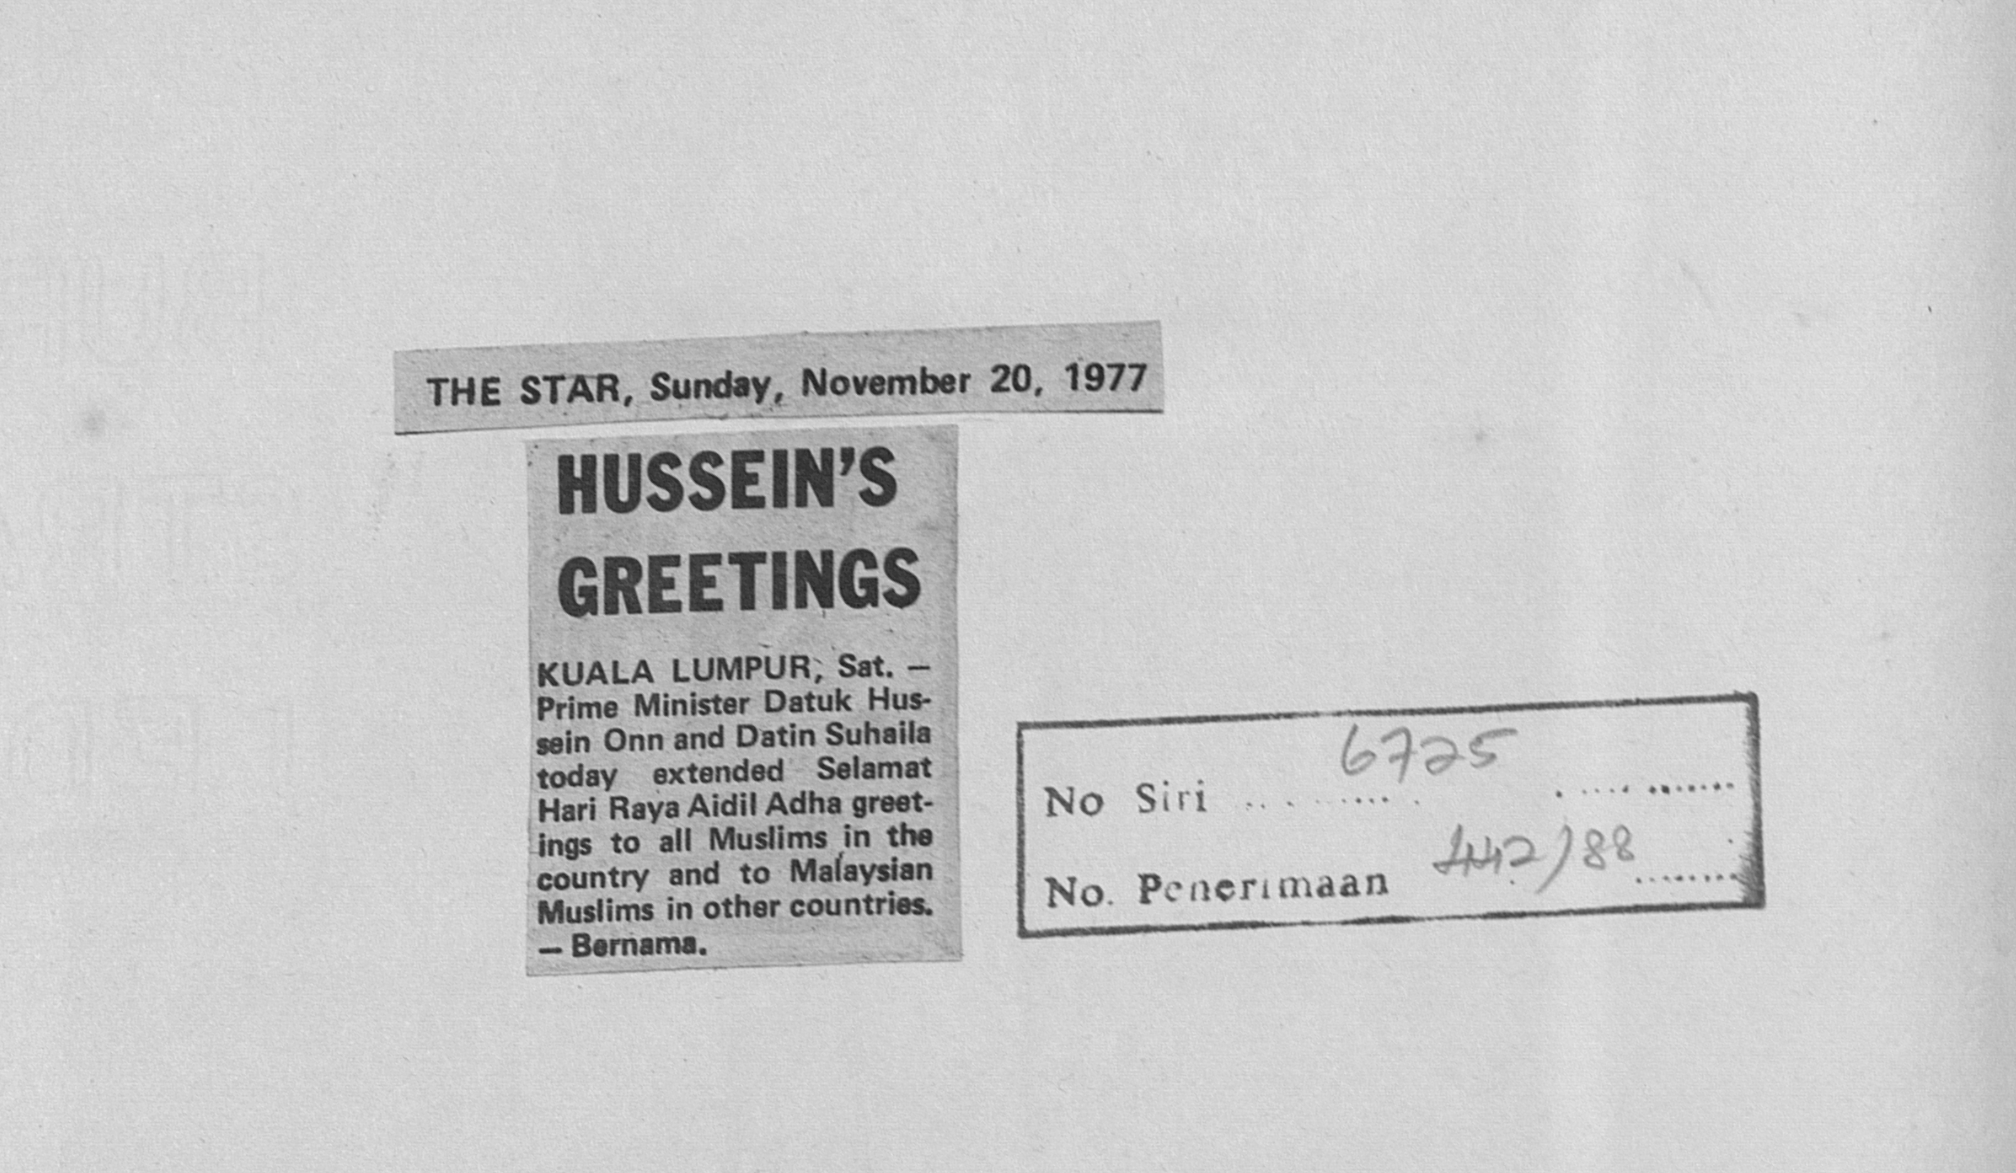 THE STAR, Sunday, November 20, 1977
HUSSEIN'S
GREETINGS
KUALA LUMPUR, Sat. —
Prime Minister Datuk Hus-
sein Onn and Datin Suhaila
today extended Selamat
Hari Raya Aidil Adha greet-
ings to all Muslims in the
country and to Malaysian
Muslims in other countries.
— Bernama.
No Siri 6725
No. Penerimaan